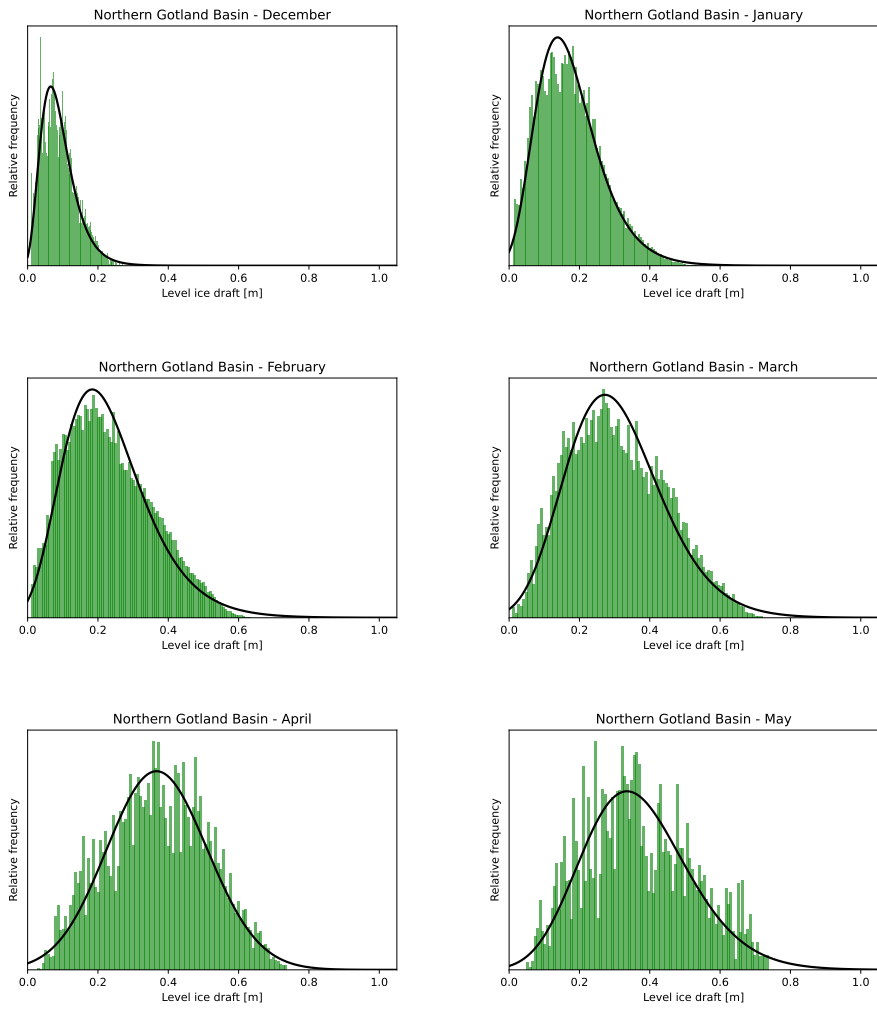 Northern Gotland Basin - December
Relative frequency
0.0 0.2 0.4 0.6 0.8 1.0
Level ice draft [m]
Northern Gotland Basin - January
Relative frequency
0.0 0.2 0.4 0.6 0.8 1.0
Level ice draft [m]
Northern Gotland Basin - February
Relative frequency
0.0 0.2 0.4 0.6 0.8 1.0
Level ice draft [m]
Northern Gotland Basin - March
Relative frequency
0.0 0.2 0.4 0.6 0.8 1.0
Level ice draft [m]
Northern Gotland Basin - April
Relative frequency
0.0 0.2 0.4 0.6 0.8 1.0
Level ice draft [m]
Northern Gotland Basin - May
Relative frequency
0.0 0.2 0.4 0.6 0.8 1.0
Level ice draft [m]